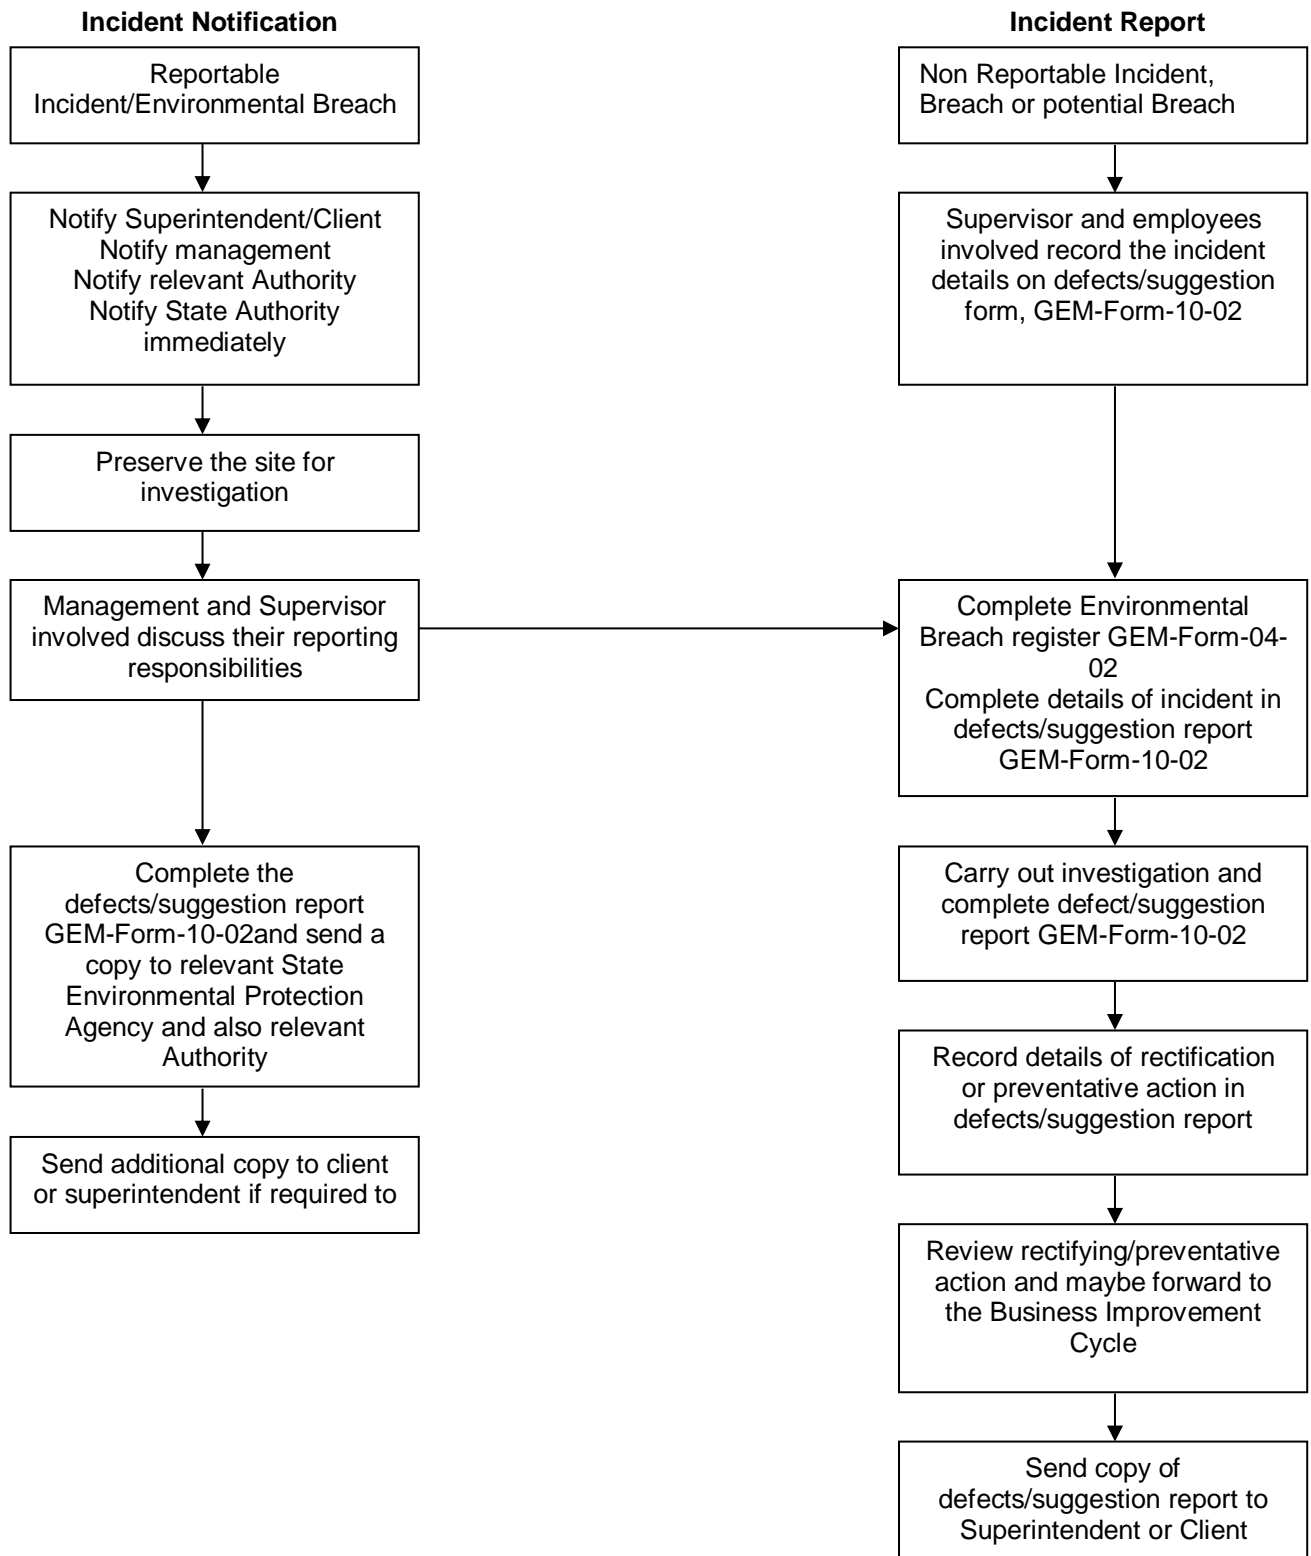 Incident Notification
Reportable
Incident/Environmental Breach
Notify Superintendent/Client
Notify management
Notify relevant Authority
Notify State Authority
immediately
Preserve the site for
investigation
Management and Supervisor
involved discuss their reporting
responsibilities
Complete the
defects/suggestion report
GEM-Form-10-02and send a
copy to relevant State
Environmental Protection
Agency and also relevant
Authority
Send additional copy to client
or superintendent if required to
Incident Report
Non Reportable Incident,
Breach or potential Breach
Supervisor and employees
involved record the incident
details on defects/suggestion
form, GEM-Form-10-02
Complete Environmental
Breach register GEM-Form-04-
02
Complete details of incident in
defects/suggestion report
GEM-Form-10-02
Carry out investigation and
complete defect/suggestion
report GEM-Form-10-02
Record details of rectification
or preventative action in
defects/suggestion report
Review rectifying/preventative
action and maybe forward to
the Business Improvement
Cycle
Send copy of
defects/suggestion report to
Superintendent or Client